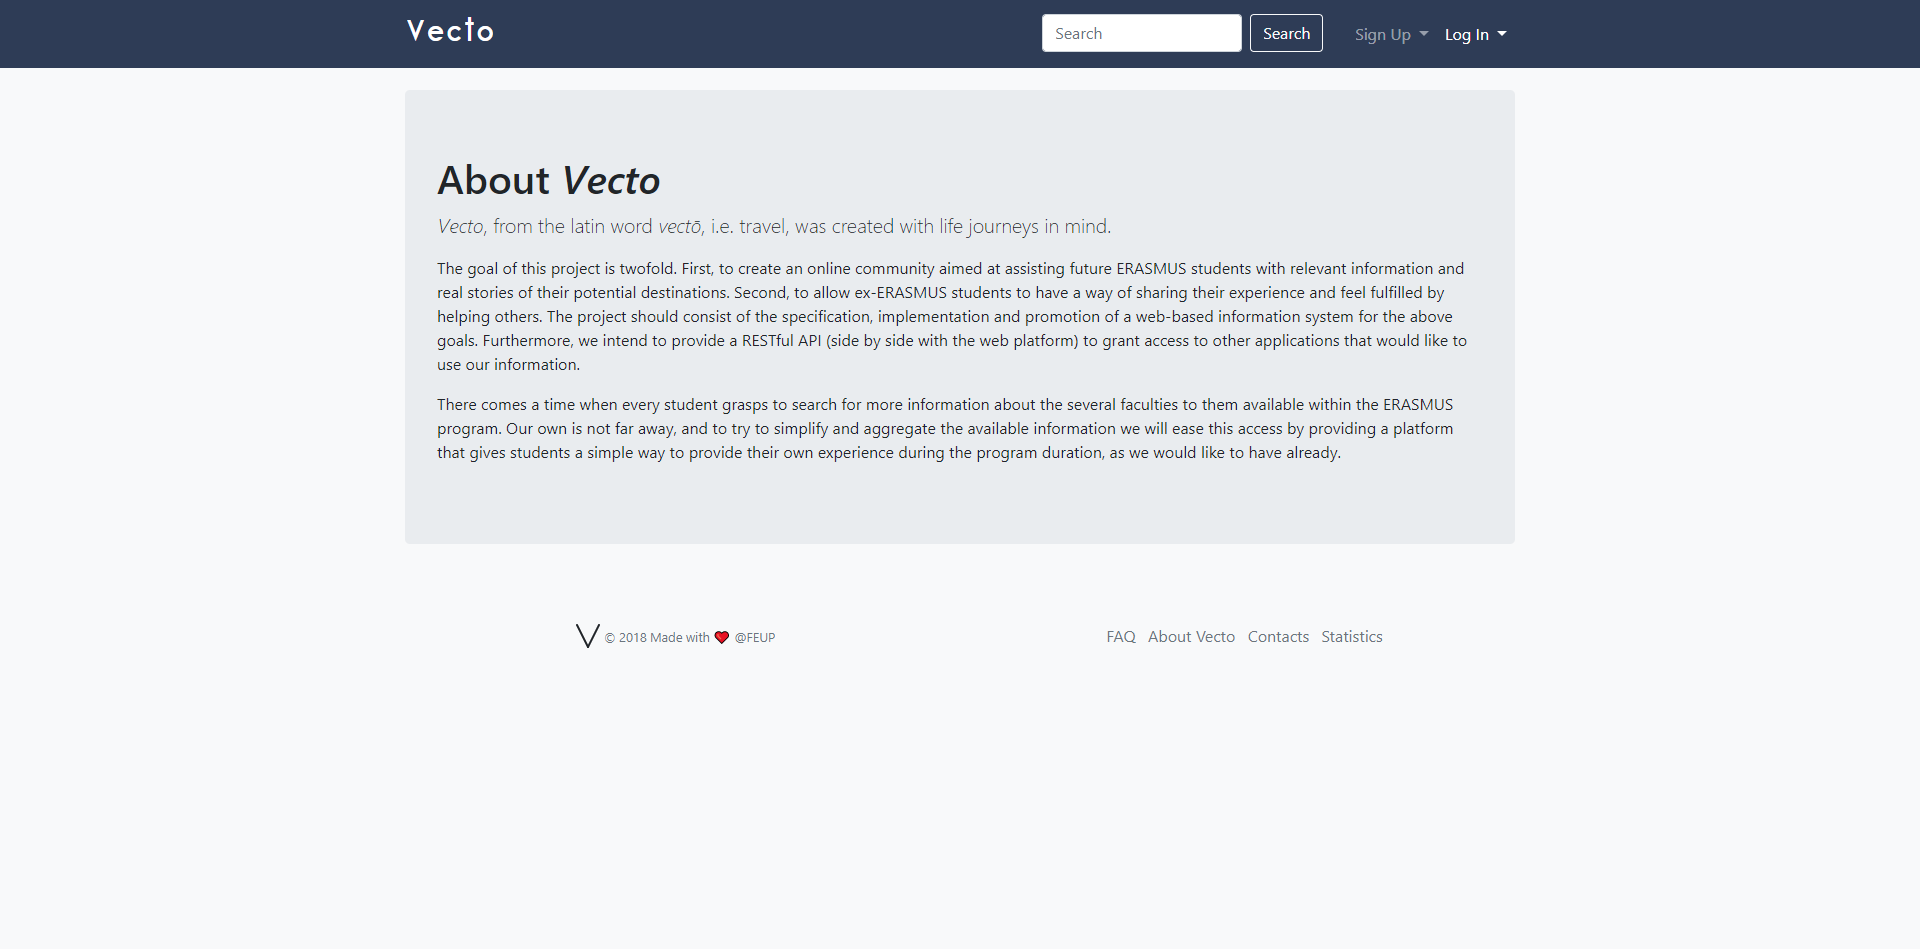 Vecto
Search
Search
Sign Up
Log In
About Vecto
Vecto, from the latin word vectō, i.e. travel, was created with life journeys in mind.
The goal of this project is twofold. First, to create an online community aimed at assisting future ERASMUS students with relevant information and
real stories of their potential destinations. Second, to allow ex-ERASMUS students to have a way of sharing their experience and feel fulfilled by
helping others. The project should consist of the specification, implementation and promotion of a web-based information system for the above
goals. Furthermore, we intend to provide a RESTful API (side by side with the web platform) to grant access to other applications that would like to
use our information.
There comes a time when every student grasps to search for more information about the several faculties to them available within the ERASMUS
program. Our own is not far away, and to try to simplify and aggregate the available information we will ease this access by providing a platform
that gives students a simple way to provide their own experience during the program duration, as we would like to have already.
V © 2018 Made with ❤ @FEUP
FAQ About Vecto Contacts Statistics